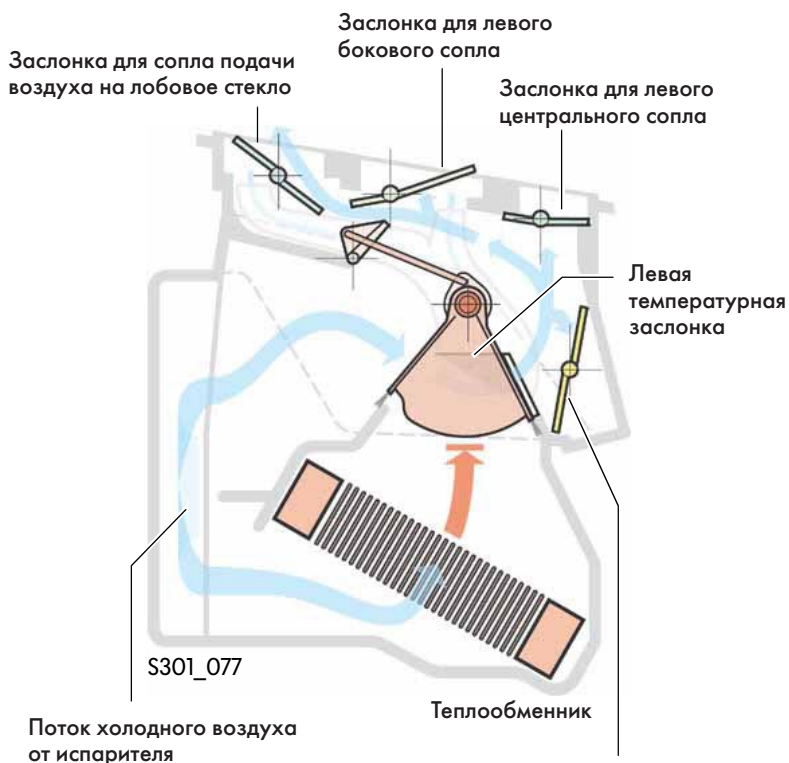 Заслонка для левого
бокового сопла
Заслонка для сопла подачи
воздуха на лобовое стекло
Заслонка для левого
центрального сопла
Левая
температурная
заслонка
S301_077
Теплообменник
Поток холодного воздуха
от испарителя